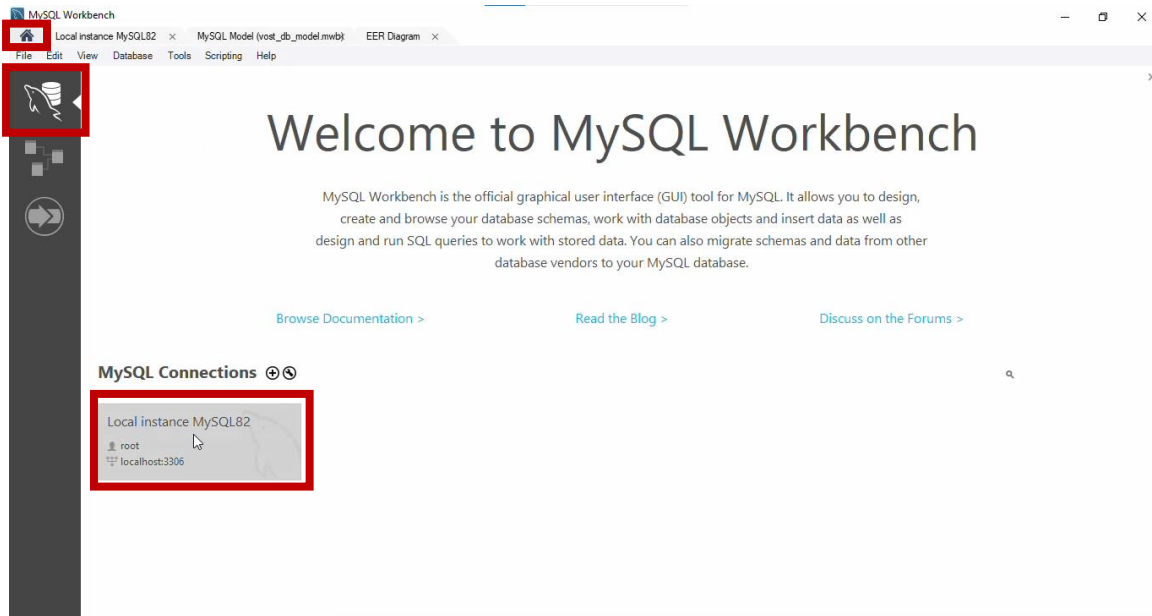 MySQL Workbench
Local instance MySQL82 × MySQL Model (vost_db_model.mwb) × EER Diagram ×
File Edit View Database Tools Scripting Help
Welcome to MySQL Workbench
MySQL Workbench is the official graphical user interface (GUI) tool for MySQL. It allows you to design,
create and browse your database schemas, work with database objects and insert data as well as
design and run SQL queries to work with stored data. You can also migrate schemas and data from other
database vendors to your MySQL database.
Browse Documentation > Read the Blog > Discuss on the Forums >
MySQL Connections
Local instance MySQL82
root
localhost:3306